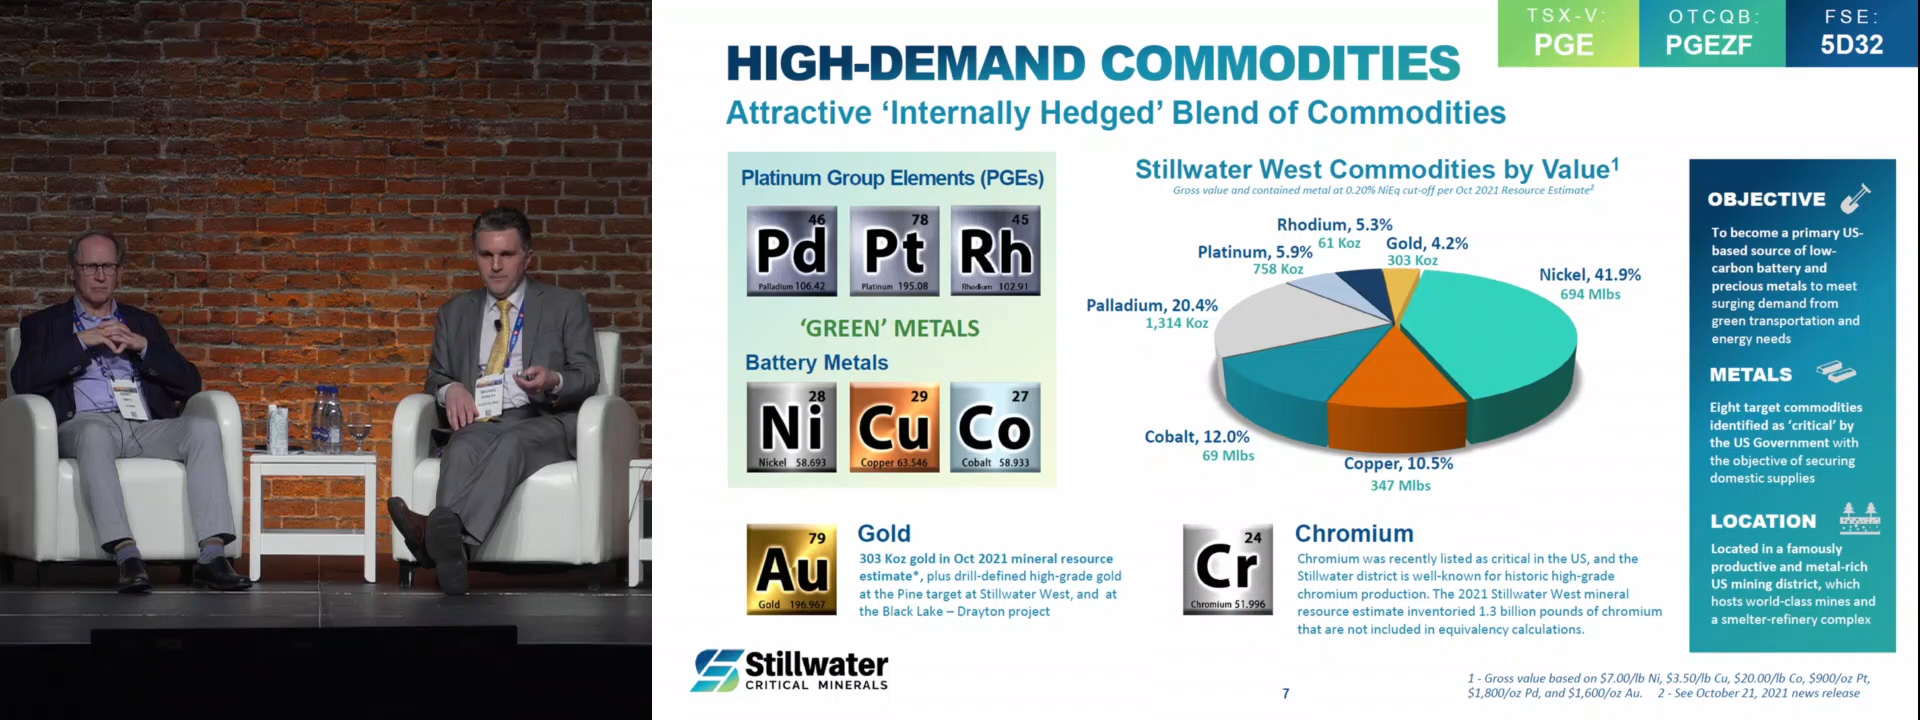 TSX-V:
PGE
OTCQB:
PGEZF
FSE:
5D32
HIGH-DEMAND COMMODITIES
Attractive ‘Internally Hedged’ Blend of Commodities
Platinum Group Elements (PGEs)
46
Pd
Palladium 106.42
78
Pt
Platinum 195.08
45
Rh
Rhodium 102.91
‘GREEN’ METALS
Battery Metals
28
Ni
Nickel 58.693
29
Cu
Copper 63.546
27
Co
Cobalt 58.933
Stillwater West Commodities by Value¹
Gross value and contained metal at 0.20% NiEq cut-off per Oct 2021 Resource Estimate²
Rhodium, 5.3%
61 Koz
Gold, 4.2%
303 Koz
Platinum, 5.9%
758 Koz
Nickel, 41.9%
694 Mlbs
Palladium, 20.4%
1,314 Koz
Cobalt, 12.0%
69 Mlbs
Copper, 10.5%
347 Mlbs
79
Au
Gold 196.967
Gold
303 Koz gold in Oct 2021 mineral resource
estimate*, plus drill-defined high-grade gold
at the Pine target at Stillwater West, and at
the Black Lake – Drayton project
24
Cr
Chromium 51.996
Chromium
Chromium was recently listed as critical in the US, and the
Stillwater district is well-known for historic high-grade
chromium production. The 2021 Stillwater West mineral
resource estimate inventoried 1.3 billion pounds of chromium
that are not included in equivalency calculations.
OBJECTIVE
To become a primary US-
based source of low-
carbon battery and
precious metals to meet
surging demand from
green transportation and
energy needs
METALS
Eight target commodities
identified as ‘critical’ by
the US Government with
the objective of securing
domestic supplies
LOCATION
Located in a famously
productive and metal-rich
US mining district, which
hosts world-class mines and
a smelter-refinery complex
Stillwater
CRITICAL MINERALS
7
1 - Gross value based on $7.00/lb Ni, $3.50/lb Cu, $20.00/lb Co, $900/oz Pt,
$1,800/oz Pd, and $1,600/oz Au. 2 - See October 21, 2021 news release